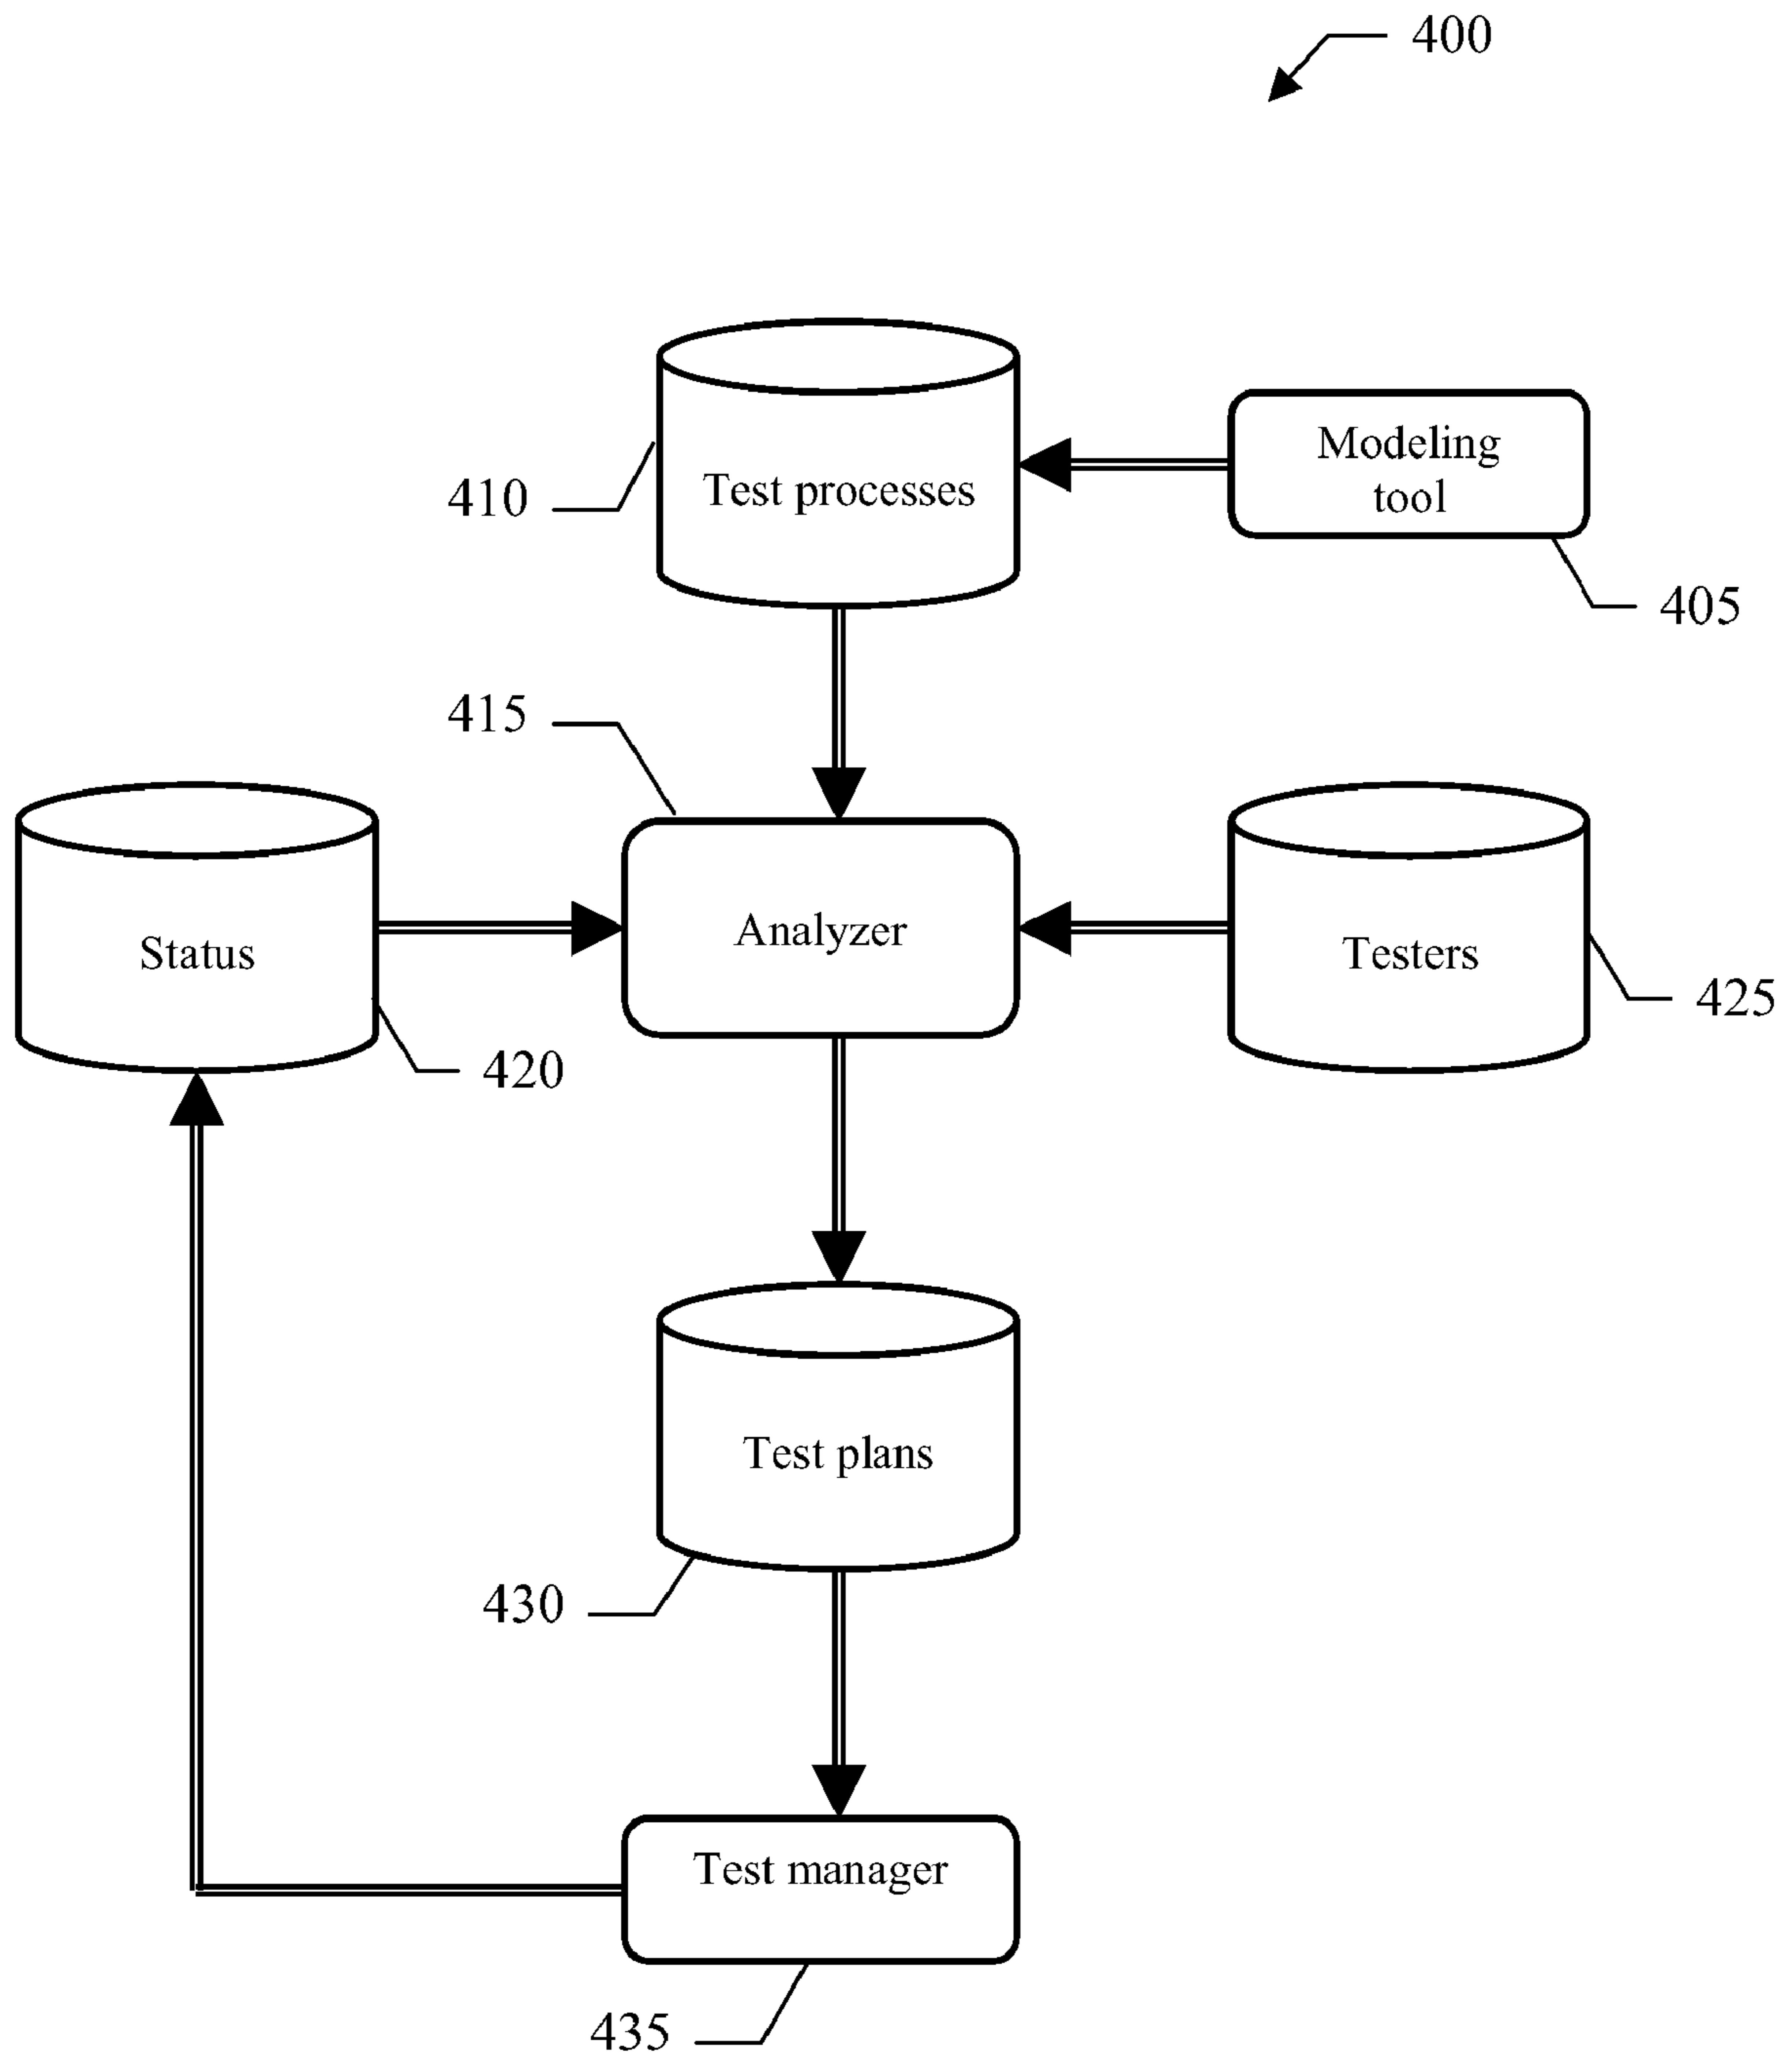 400
Test processes
Modeling
tool
410
405
415
Status
Analyzer
Testers
425
420
Test plans
430
Test manager
435